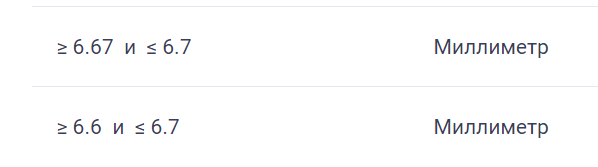 ≥ 6.67 и ≤ 6.7 Миллиметр
≥ 6.6 и ≤ 6.7 Миллиметр